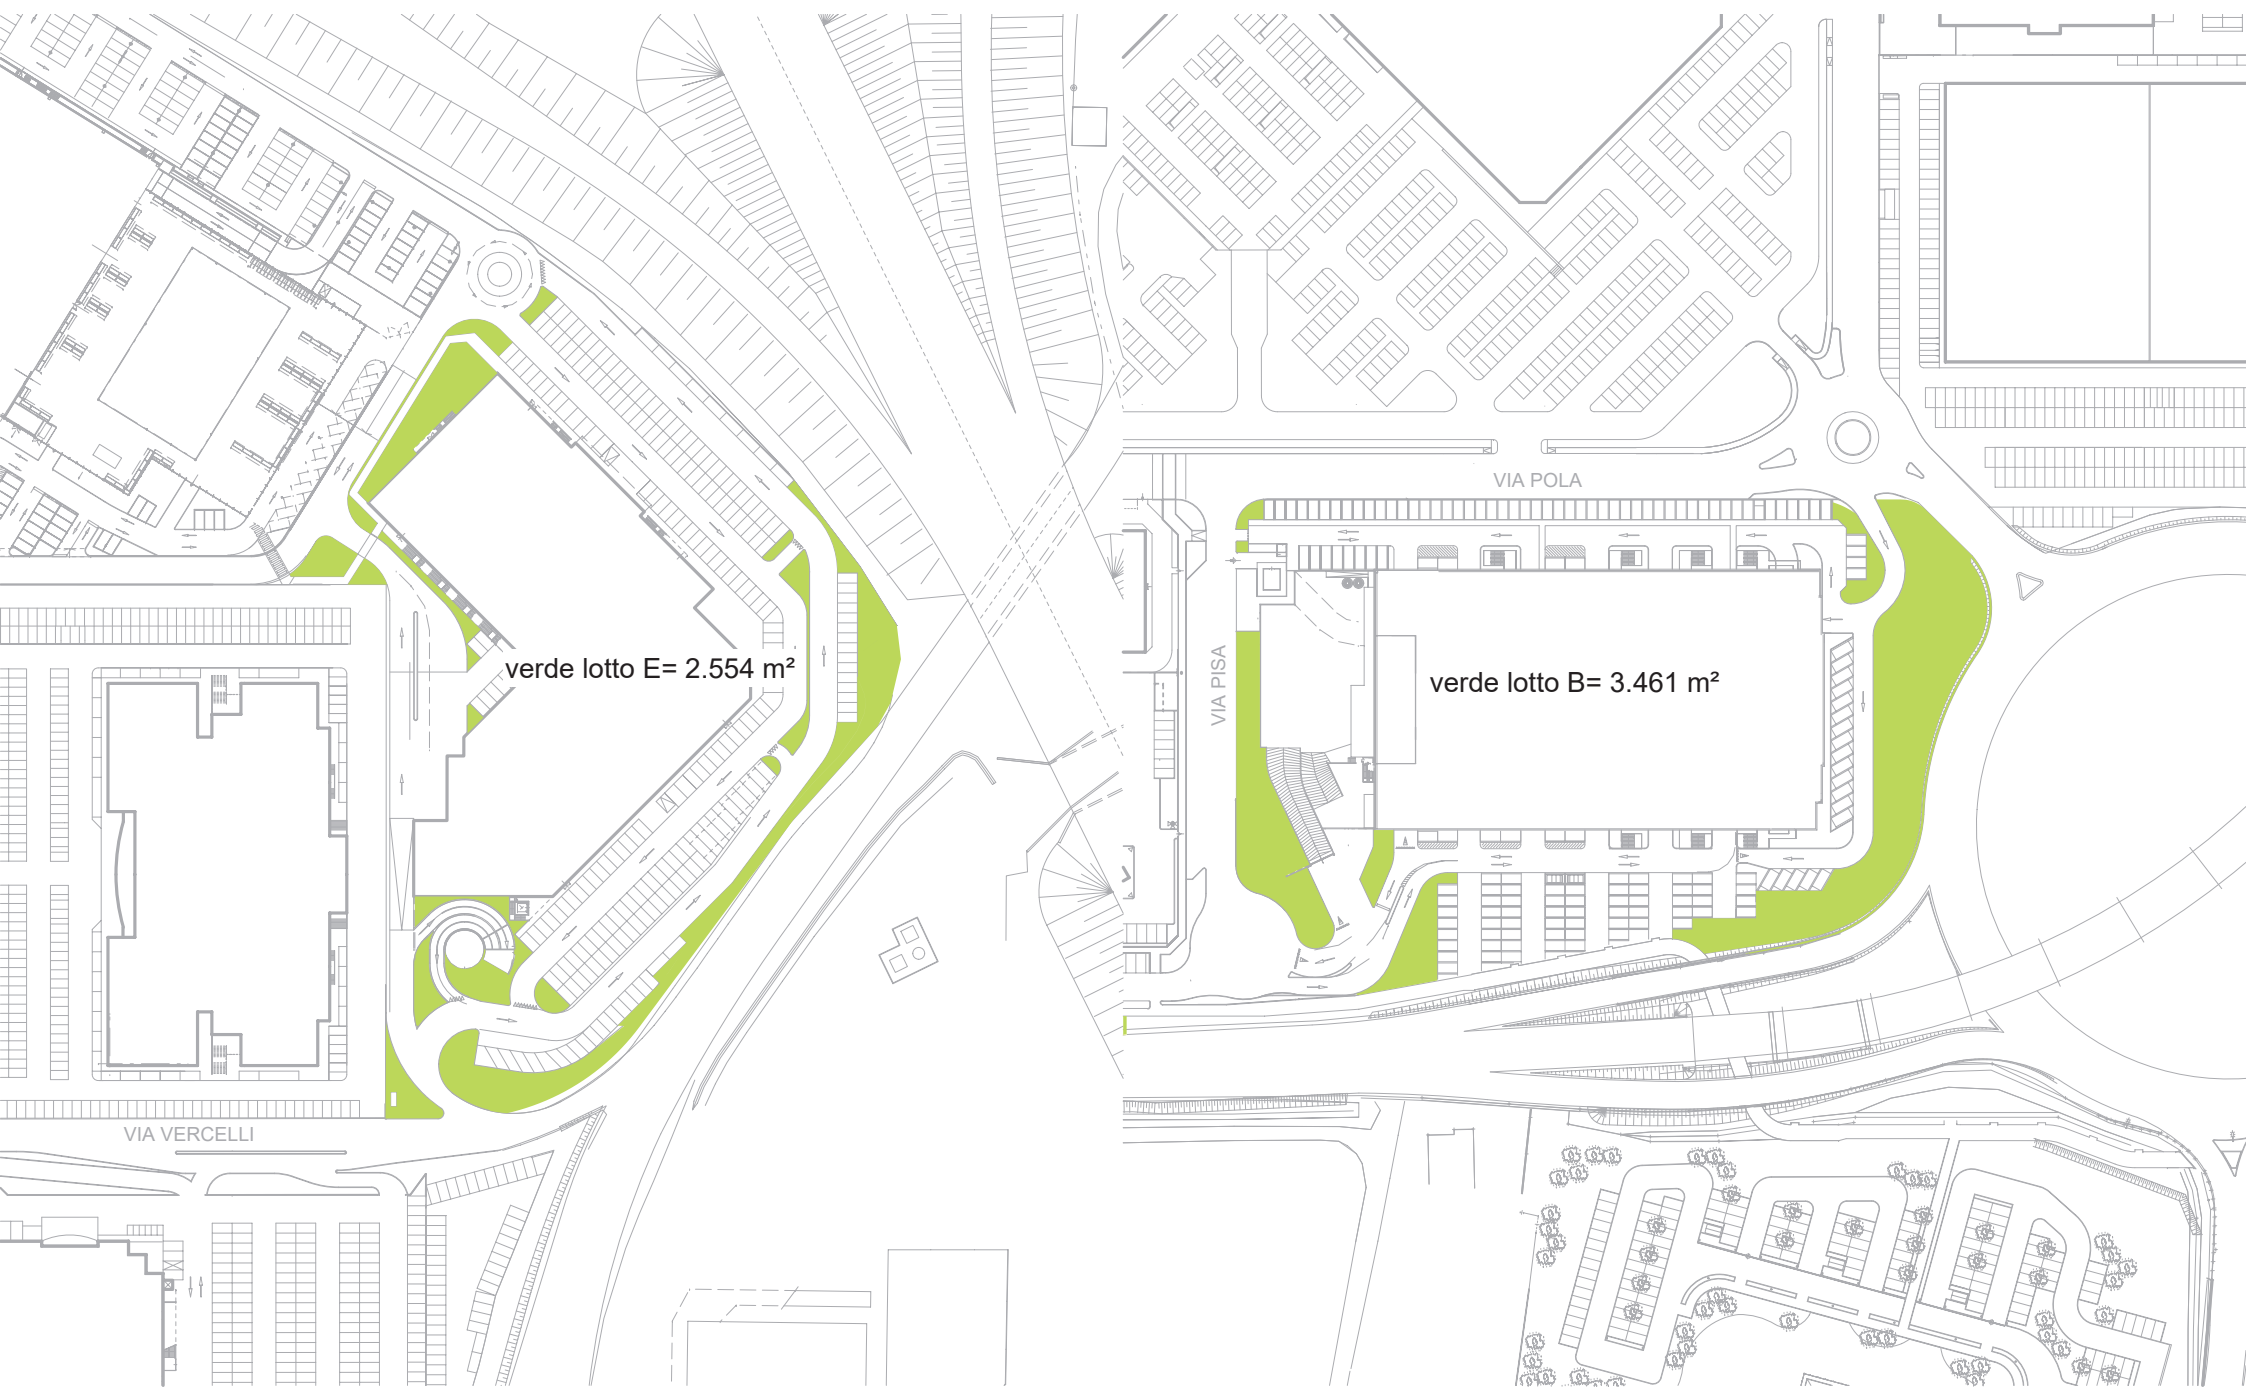 VIA POLA
VIA PISA
verde lotto E= 2.554 m²
verde lotto B= 3.461 m²
VIA VERCELLI